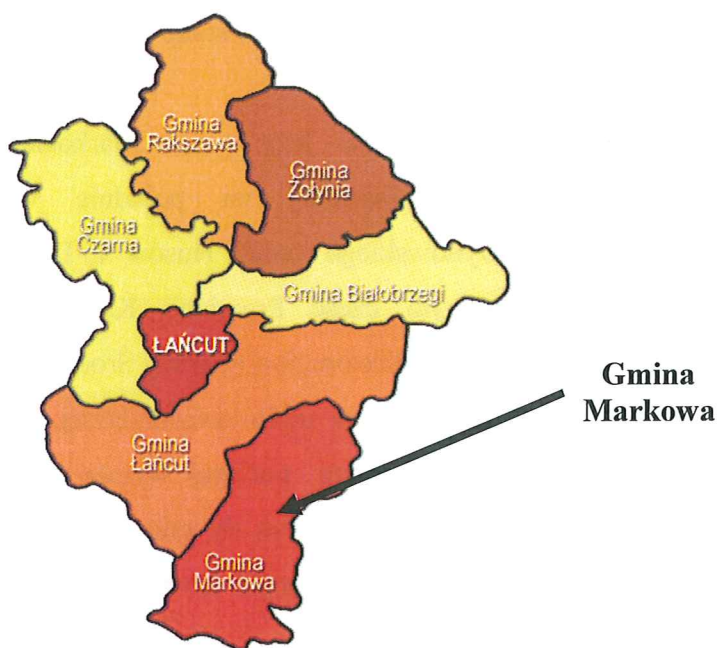 Gmina
Rakszawa
Gmina
Żołynia
Gmina
Czarna
Gmina Białobrzegi
ŁAŃCUT
Gmina
Markowa
Gmina
Łańcut
Gmina
Markowa